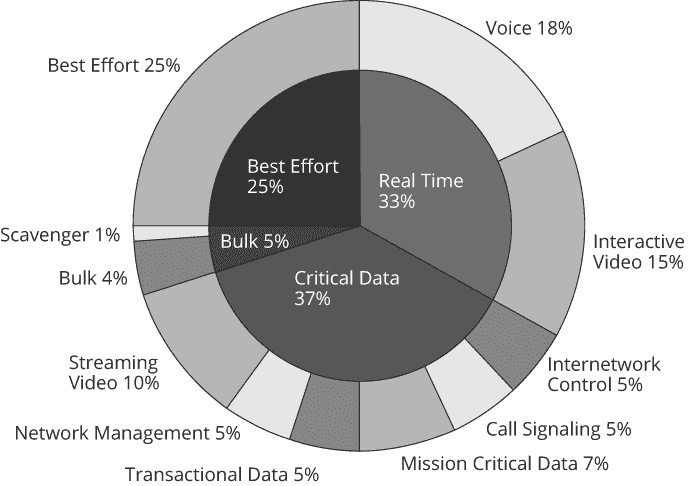 Voice 18%
Best Effort 25%
Best Effort
25%
Real Time
33%
Scavenger 1%
Bulk 5%
Interactive
Video 15%
Bulk 4%
Critical Data
37%
Streaming
Video 10%
Internetwork
Control 5%
Network Management 5%
Call Signaling 5%
Transactional Data 5%
Mission Critical Data 7%